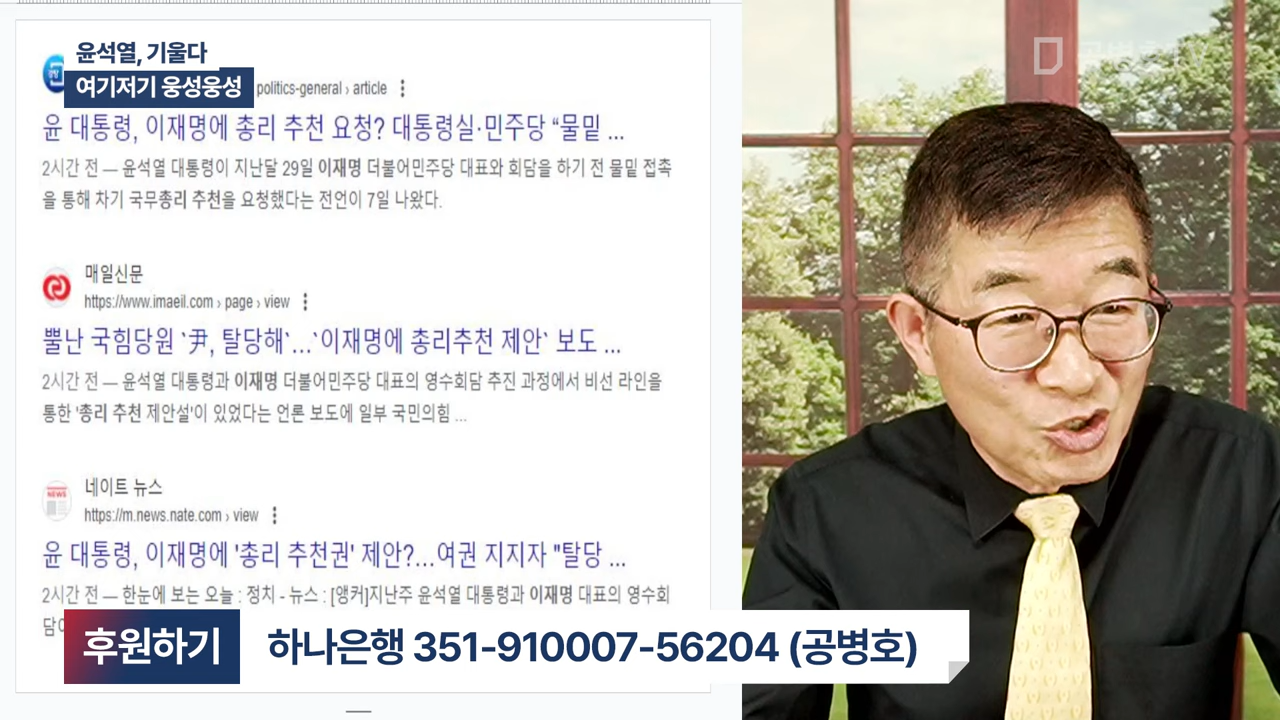 윤석열, 기울다
여기저기 웅성웅성
politics-general › article
윤 대통령, 이재명에 총리 추천 요청? 대통령실·민주당 “물밑 ...
2시간 전 — 윤석열 대통령이 지난달 29일 이재명 더불어민주당 대표와 회담을 하기 전 물밑 접촉
을 통해 차기 국무총리 추천을 요청했다는 전언이 7일 나왔다.
매일신문
https://www.imaeil.com › page › view
뿔난 국힘당원 `尹, 탈당해`...`이재명에 총리추천 제안` 보도 ...
2시간 전 — 윤석열 대통령과 이재명 더불어민주당 대표의 영수회담 추진 과정에서 비선 라인을
통한 '총리 추천 제안설'이 있었다는 언론 보도에 일부 국민의힘 ...
NEWS
네이트 뉴스
https://m.news.nate.com › view
윤 대통령, 이재명에 '총리 추천권' 제안?...여권 지지자 "탈당 ...
2시간 전 — 한눈에 보는 오늘 : 정치 - 뉴스 : [앵커]지난주 윤석열 대통령과 이재명 대표의 영수회
후원하기
하나은행 351-910007-56204 (공병호)
공병호TV